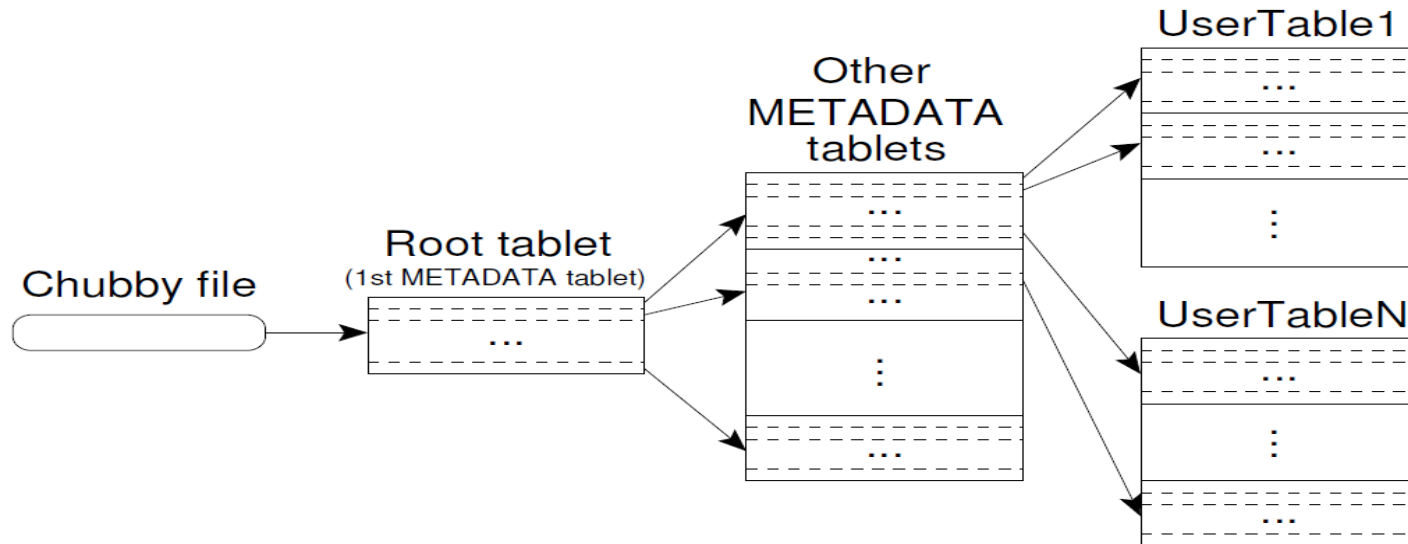 Chubby file
Root tablet
(1st METADATA tablet)
...
Other
METADATA
tablets
...
...
...
...
...
UserTable1
...
...
...
UserTableN
...
...
...